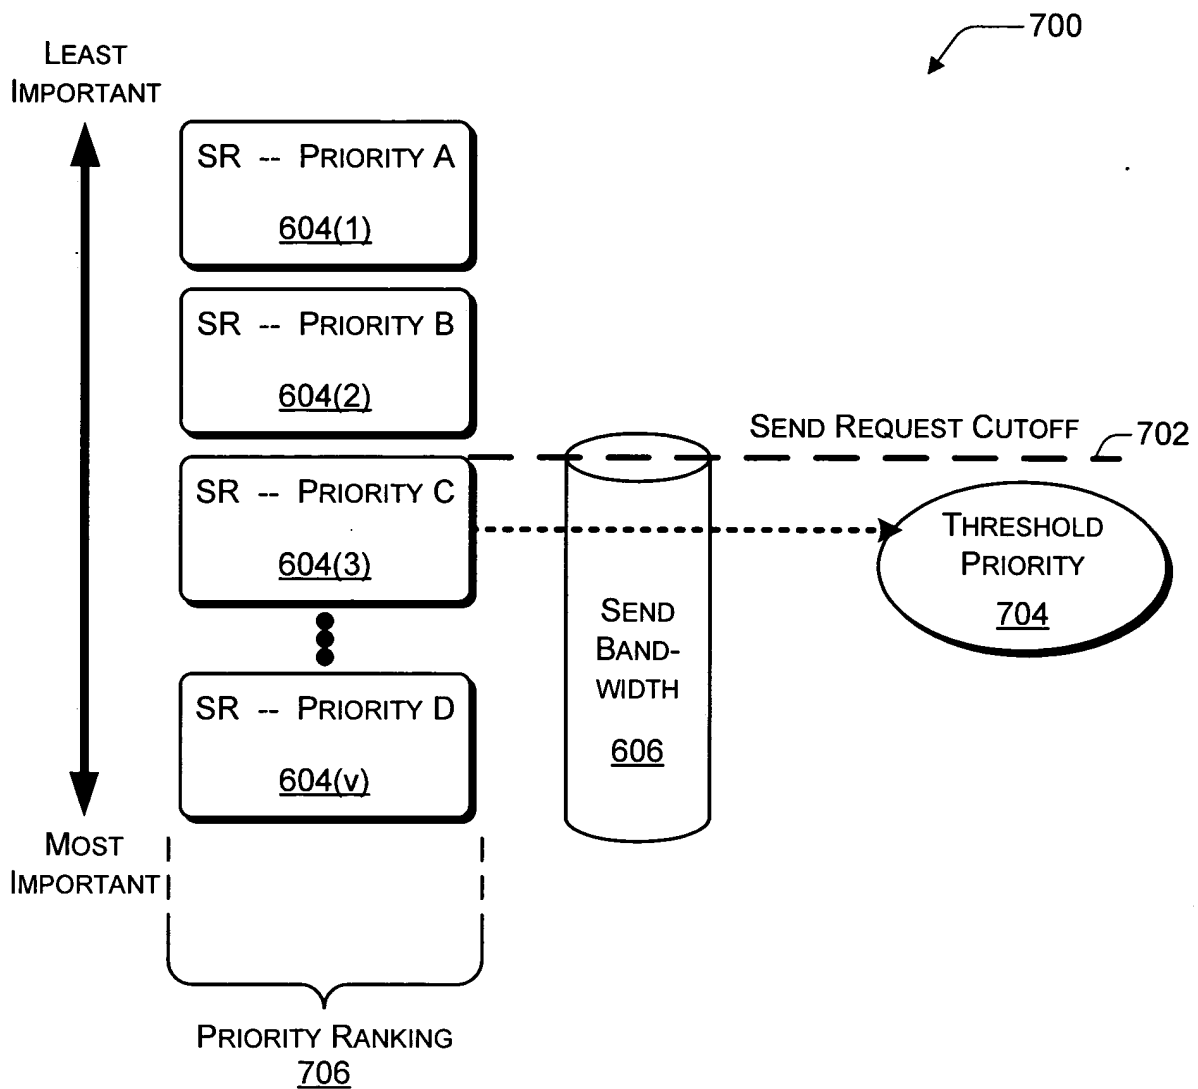 700
LEAST
IMPORTANT
SR -- PRIORITY A
604(1)
SR -- PRIORITY B
604(2)
SEND REQUEST CUTOFF
702
SR -- PRIORITY C
604(3)
THRESHOLD
PRIORITY
704
SEND
BAND-
WIDTH
606
SR -- PRIORITY D
604(v)
MOST
IMPORTANT
PRIORITY RANKING
706